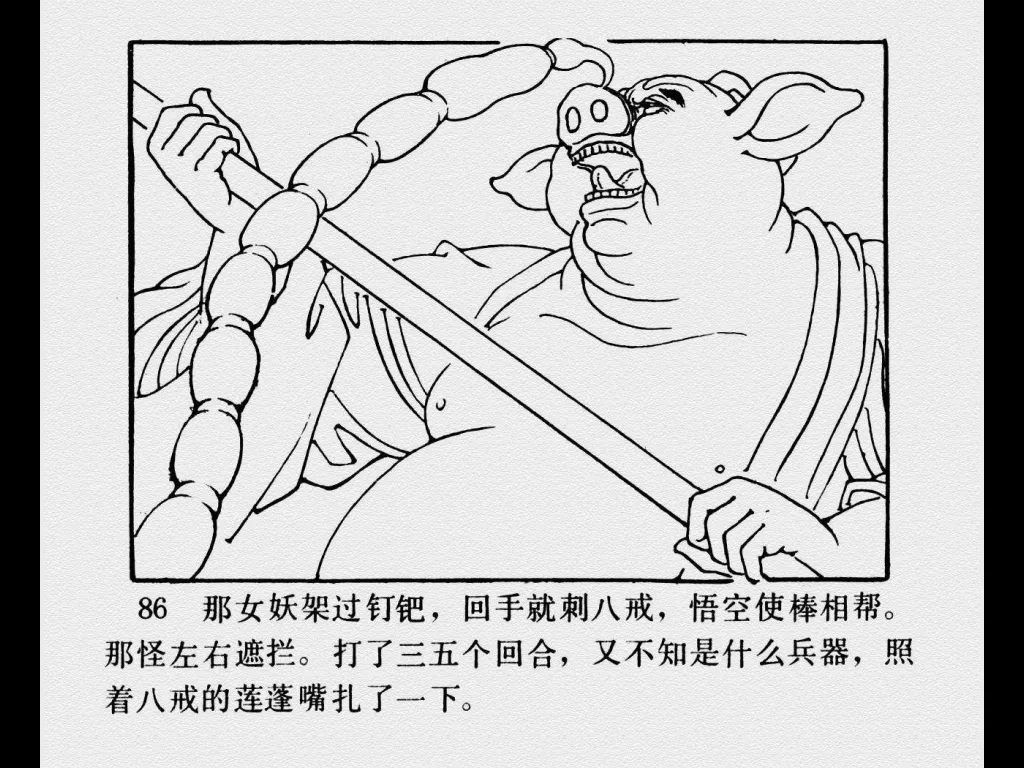 86 那女妖架过钉钯，回手就刺八戒，悟空使棒相帮。
那怪左右遮拦。打了三五个回合，又不知是什么兵器，照
着八戒的莲蓬嘴扎了一下。